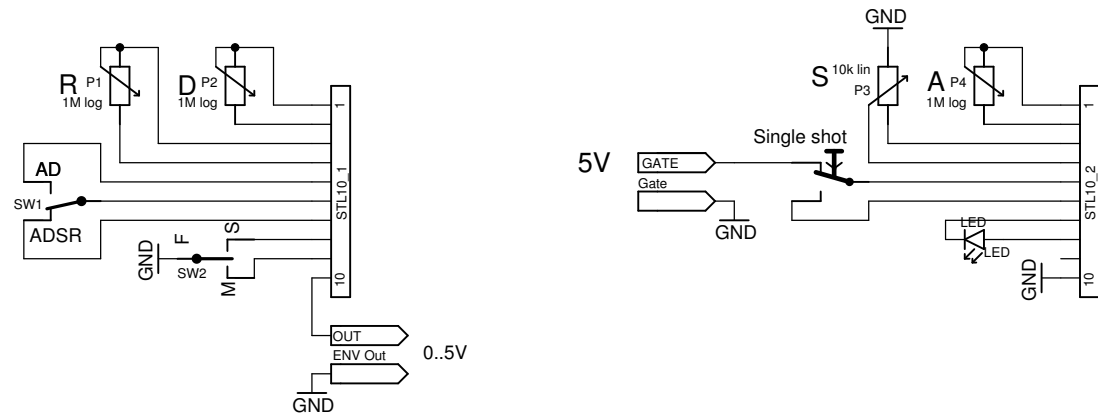 R P1
1M log
D P2
1M log
1
AD
SW1
ADSR
STL10_1
F
S
GND
SW2
M
10
OUT
ENV Out
0..5V
GND
GND
S 10k lin
P3
A P4
1M log
1
Single shot
5V
GATE
Gate
GND
STL10_2
LED
LED
GND
10